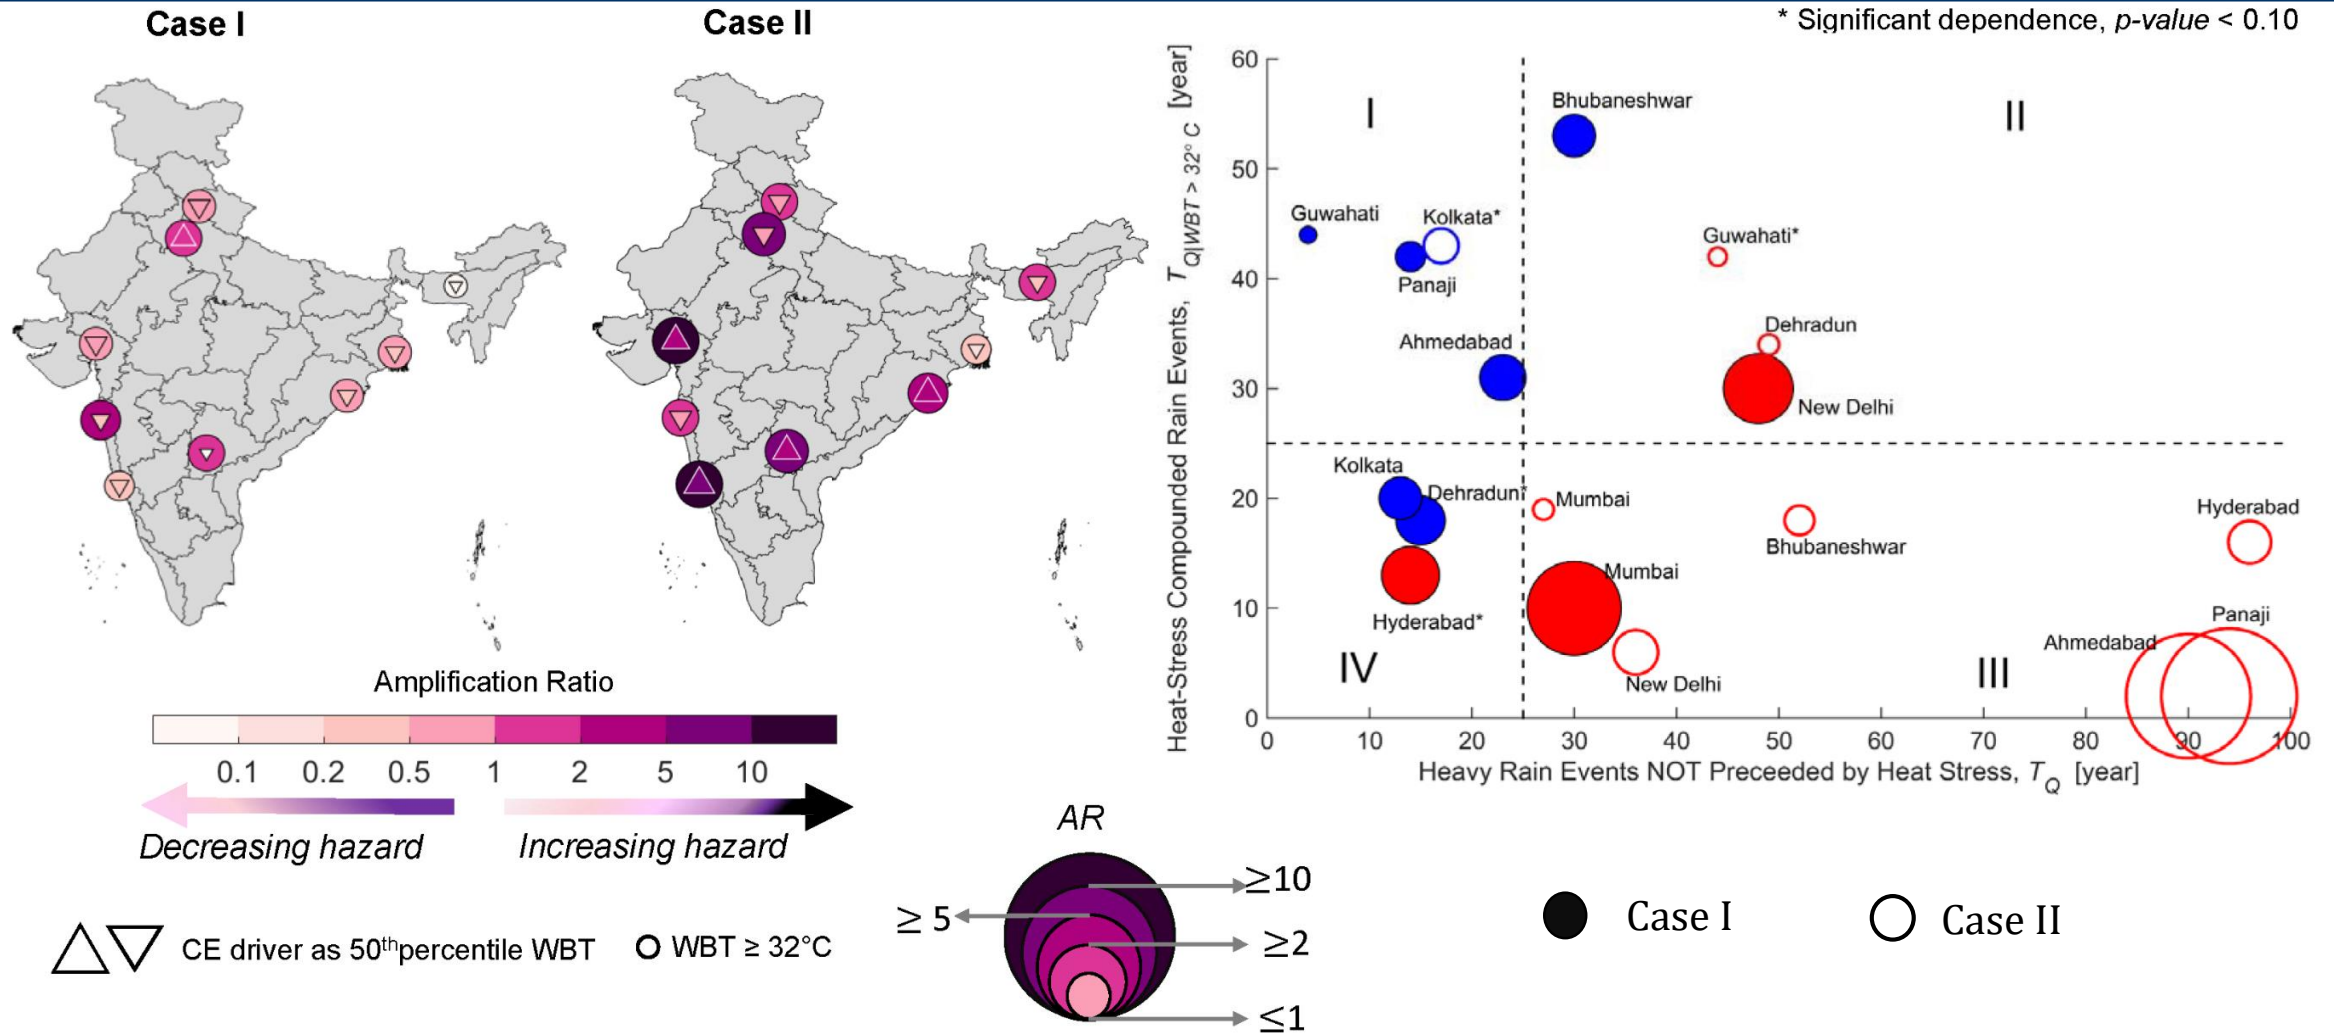 Case I
Case II
* Significant dependence, p-value < 0.10
Heat-Stress Compounded Rain Events, T_Q|WBT > 32° C [year]
60
50
40
30
20
10
0
I
II
Bhubaneshwar
Guwahati
Kolkata*
Panaji
Guwahati*
Ahmedabad
Dehradun
New Delhi
Kolkata
Dehradun*
Mumbai
Hyderabad
Bhubaneshwar
Mumbai
Hyderabad*
Panaji
Ahmedabad
IV
New Delhi
III
0 10 20 30 40 50 60 70 80 90 100
Heavy Rain Events NOT Preceeded by Heat Stress, T_Q [year]
Amplification Ratio
0.1 0.2 0.5 1 2 5 10
Decreasing hazard
Increasing hazard
CE driver as 50thpercentile WBT
WBT ≥ 32°C
AR
≥10
≥ 5
≥2
≤1
Case I
Case II